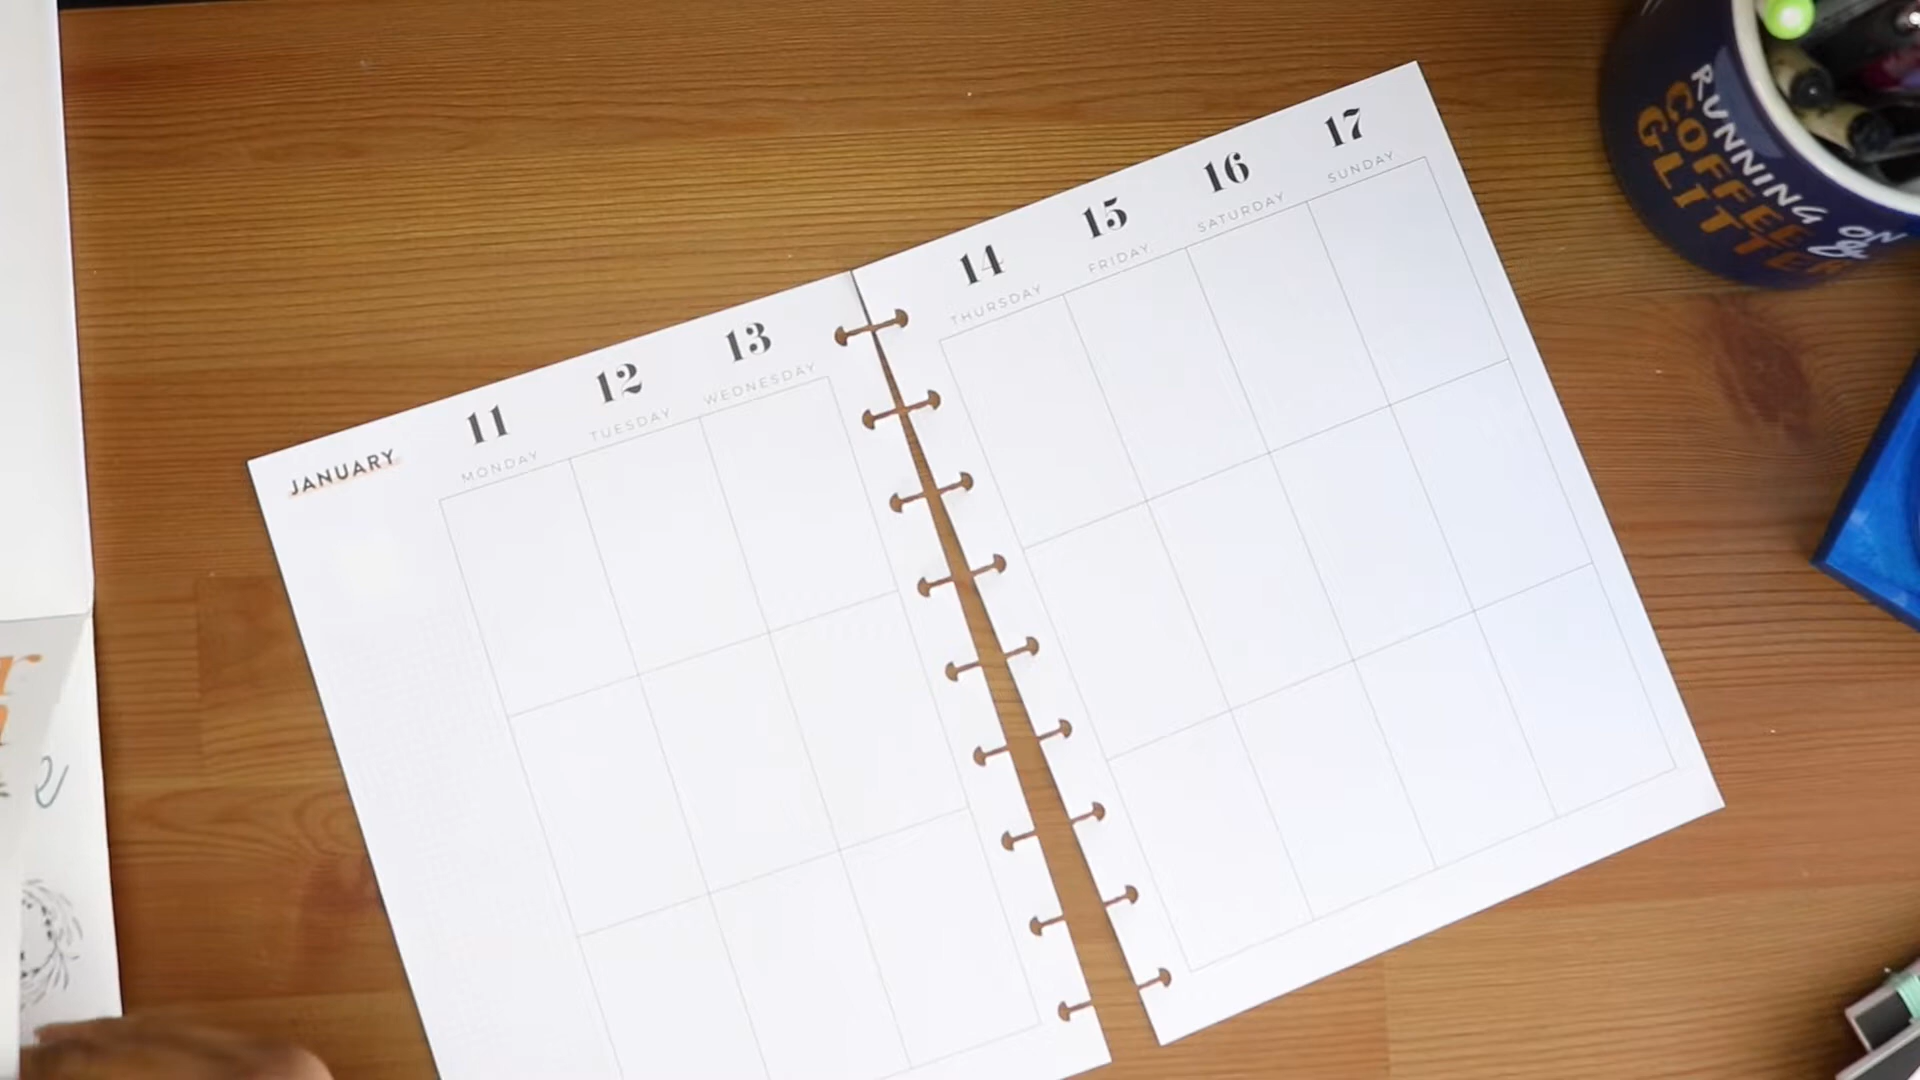 JANUARY
11 12 13
MONDAY TUESDAY WEDNESDAY
14 15 16 17
THURSDAY FRIDAY SATURDAY SUNDAY
RUNNING ON
COFFEE &
GLITTER